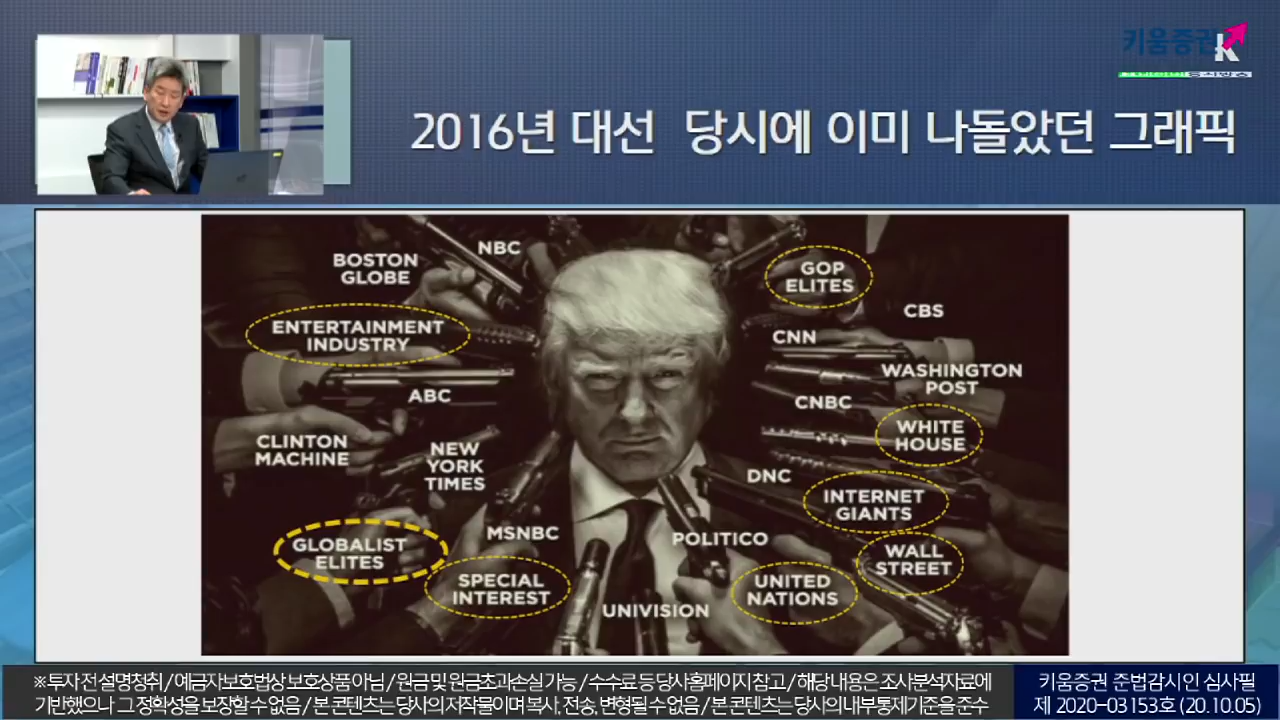 키움증권
2016년 대선 당시에 이미 나돌았던 그래픽
NBC
BOSTON
GLOBE
GOP
ELITES
CBS
ENTERTAINMENT
INDUSTRY
CNN
WASHINGTON
POST
ABC
CNBC
WHITE
HOUSE
CLINTON
MACHINE
NEW
YORK
TIMES
DNC
INTERNET
GIANTS
MSNBC
POLITICO
GLOBALIST
ELITES
WALL
STREET
SPECIAL
INTEREST
UNITED
NATIONS
UNIVISION
※ 투자 전 설명청취 / 예금자보호법상 보호상품 아님 / 원금 및 원금초과손실 가능 / 수수료 등 당사홈페이지 참고 / 해당 내용은 조사분석자료에
기반했으나 그 정확성을 보장할 수 없음 / 본 콘텐츠는 당사의 저작물이며 복사, 전송, 변형될 수 없음 / 본 콘텐츠는 당사의 내부통제기준을 준수
키움증권 준법감시인 심사필
제 2020-03153호 (20.10.05)